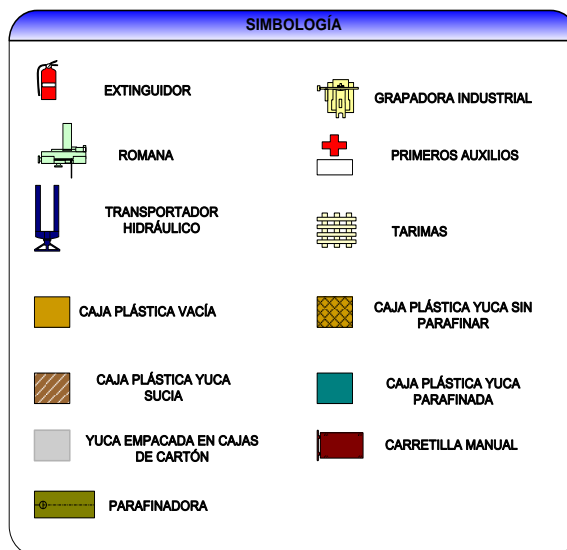 SIMBOLOGÍA
EXTINGUIDOR
GRAPADORA INDUSTRIAL
ROMANA
PRIMEROS AUXILIOS
TRANSPORTADOR
HIDRÁULICO
TARIMAS
CAJA PLÁSTICA VACÍA
CAJA PLÁSTICA YUCA SIN
PARAFINAR
CAJA PLÁSTICA YUCA
SUCIA
CAJA PLÁSTICA YUCA
PARAFINADA
YUCA EMPACADA EN CAJAS
DE CARTÓN
CARRETILLA MANUAL
PARAFINADORA